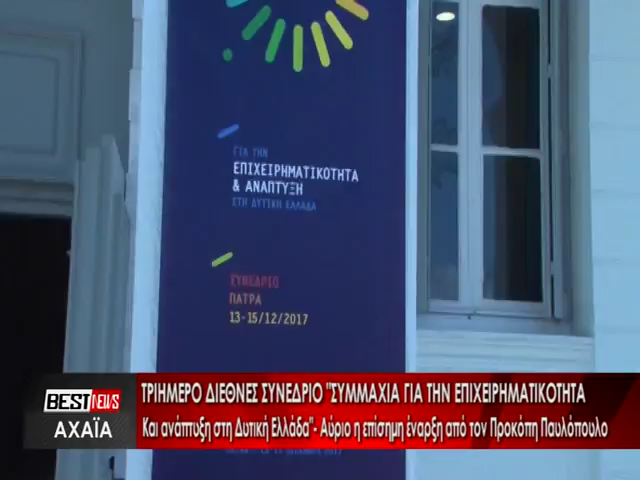 ΓΙΑ ΤΗΝ
ΕΠΙΧΕΙΡΗΜΑΤΙΚΟΤΗΤΑ
& ΑΝΑΠΤΥΞΗ
ΣΤΗ ΔΥΤΙΚΗ ΕΛΛΑΔΑ
ΣΥΝΕΔΡΙΟ
ΠΑΤΡΑ
13-15/12/2017
BEST NEWS
ΑΧΑΪΑ
ΤΡΙΗΜΕΡΟ ΔΙΕΘΝΕΣ ΣΥΝΕΔΡΙΟ "ΣΥΜΜΑΧΙΑ ΓΙΑ ΤΗΝ ΕΠΙΧΕΙΡΗΜΑΤΙΚΟΤΗΤΑ
Και ανάπτυξη στη Δυτική Ελλάδα"- Αύριο η επίσημη έναρξη από τον Προκόπη Παυλόπουλο